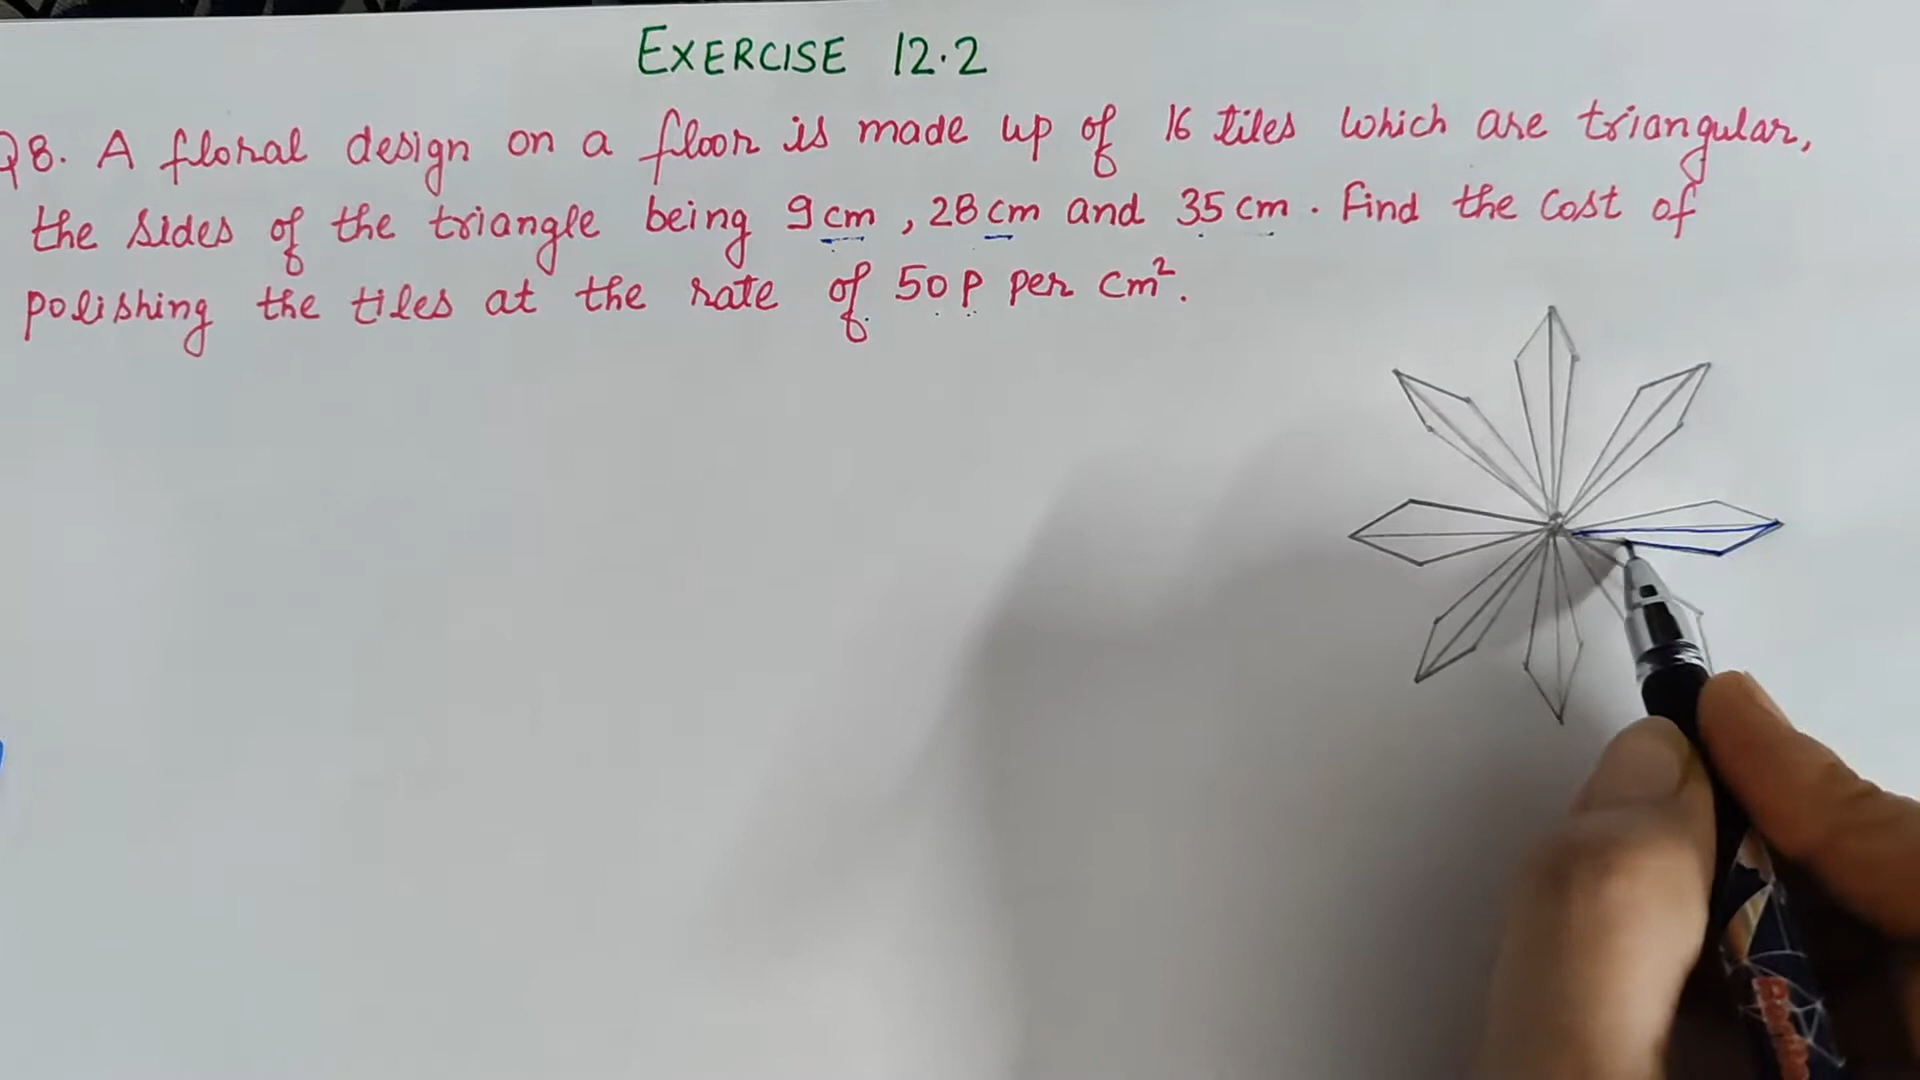 EXERCISE 12.2
Q8. A floral design on a floor is made up of 16 tiles which are triangular,
the sides of the triangle being 9 cm, 28 cm and 35 cm. Find the cost of
polishing the tiles at the rate of 50 p per cm².